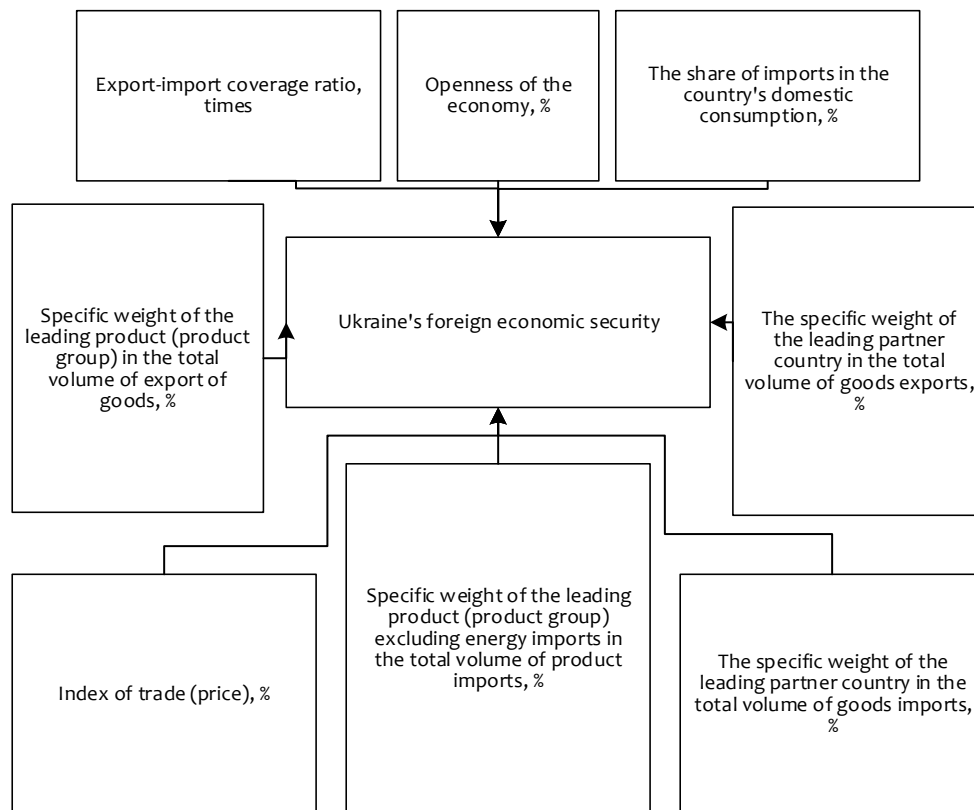 Export-import coverage ratio,
times
Openness of the
economy, %
The share of imports in the
country's domestic
consumption, %
Specific weight of the
leading product (product
group) in the total
volume of export of
goods, %
Ukraine's foreign economic security
The specific weight of
the leading partner
country in the total
volume of goods exports,
%
Index of trade (price), %
Specific weight of the leading
product (product group)
excluding energy imports in
the total volume of product
imports, %
The specific weight of the
leading partner country in the
total volume of goods imports,
%